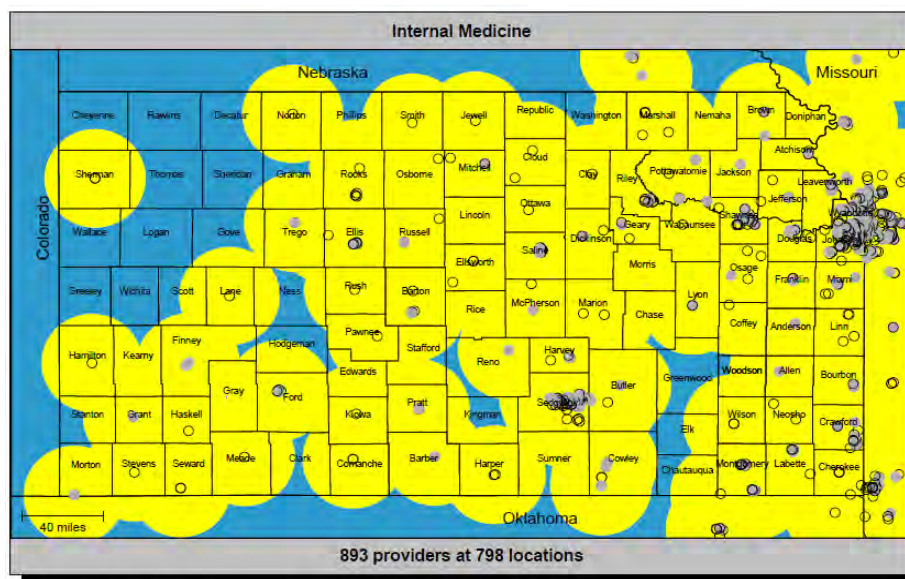 Internal Medicine
Nebraska
Missouri
Colorado
Cheyenne Rawlins Decatur Norton Phillips Smith Jewell Republic Washington Marshall Nemaha Brown Doniphan
Atchison
Sherman Thomas Sheridan Graham Rooks Osborne Mitchell Cloud Clay Riley Pottawatomie Jackson Jefferson Leavenworth
Wallace Logan Gove Trego Ellis Russell Lincoln Ottawa Dickinson Geary Wabaunsee Shawnee Douglas
Saline
Ellsworth Morris Osage Franklin Miami
Greeley Wichita Scott Lane Ness Rush Barton Rice McPherson Marion Chase Lyon Coffey Anderson Linn
Hamilton Kearny Finney Hodgeman Pawnee Stafford Reno Harvey
Edwards
Gray Ford Butler Greenwood Woodson Allen Bourbon
Stanton Grant Haskell Kiowa Pratt Kingman Elk Wilson Neosho Crawford
Morton Stevens Seward Meade Clark Comanche Barber Harper Sumner Cowley Chautauqua Montgomery Labette Cherokee
40 miles
Oklahoma
893 providers at 798 locations